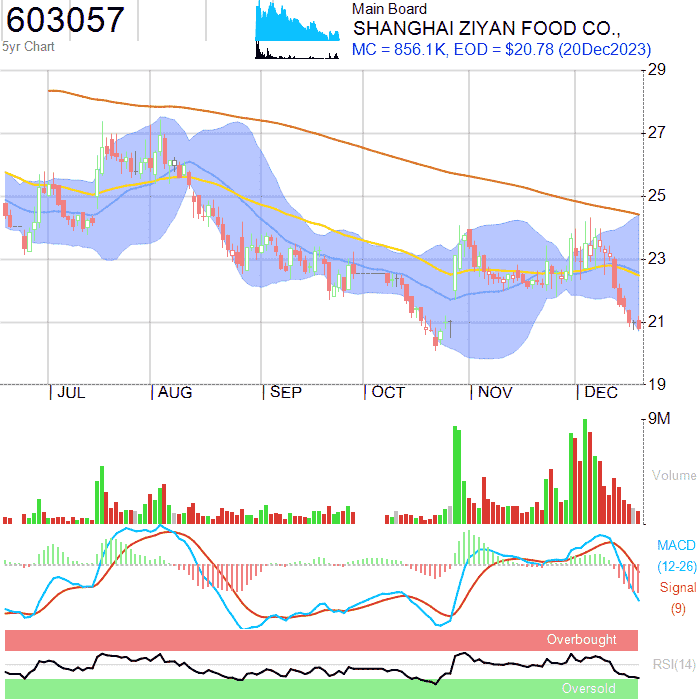 603057
5yr Chart
Main Board
SHANGHAI ZIYAN FOOD CO.,
MC = 856.1K, EOD = $20.78 (20Dec2023)
29
27
25
23
21
19
JUL AUG SEP OCT NOV DEC
9M
Volume
MACD
(12-26)
Signal
(9)
Overbought
RSI(14)
Oversold